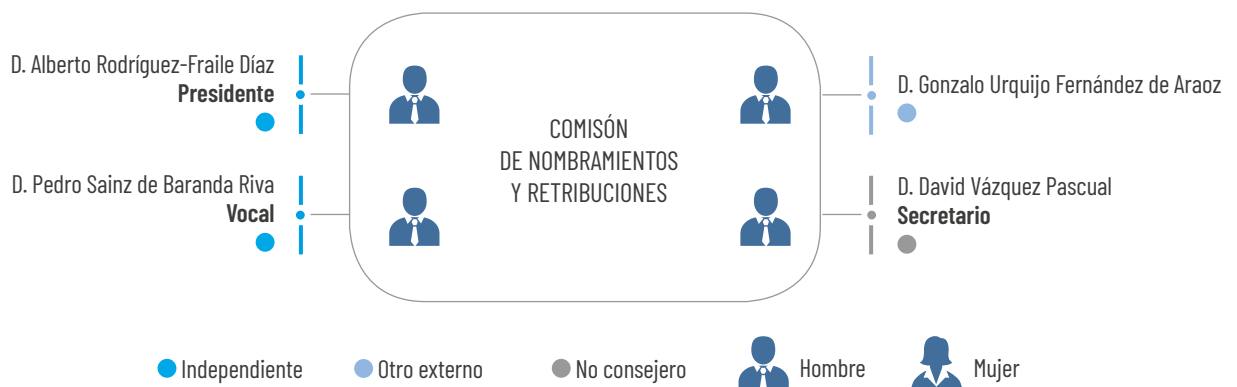 D. Alberto Rodríguez-Fraile Díaz
Presidente
D. Pedro Sainz de Baranda Riva
Vocal
COMISÓN
DE NOMBRAMIENTOS
Y RETRIBUCIONES
D. Gonzalo Urquijo Fernández de Araoz
D. David Vázquez Pascual
Secretario
Independiente
Otro externo
No consejero
Hombre
Mujer